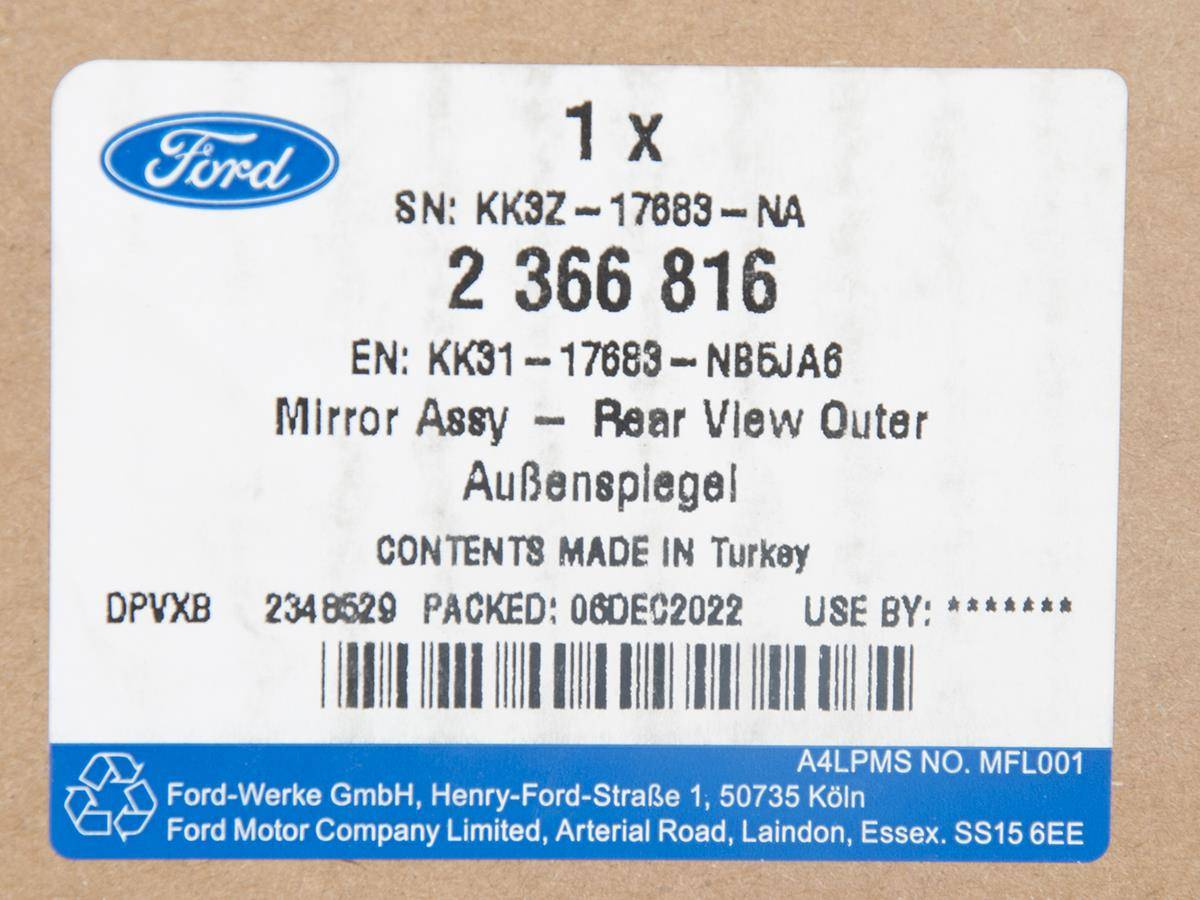 Ford
1 x
SN: KK3Z-17683-NA
2 366 816
EN: KK31-17683-NB5JA6
Mirror Assy - Rear View Outer
Außenspiegel
CONTENTS MADE IN Turkey
DPVXB 2348529 PACKED: 06DEC2022 USE BY: *******
A4LPMS NO. MFL001
Ford-Werke GmbH, Henry-Ford-Straße 1, 50735 Köln
Ford Motor Company Limited, Arterial Road, Laindon, Essex. SS15 6EE